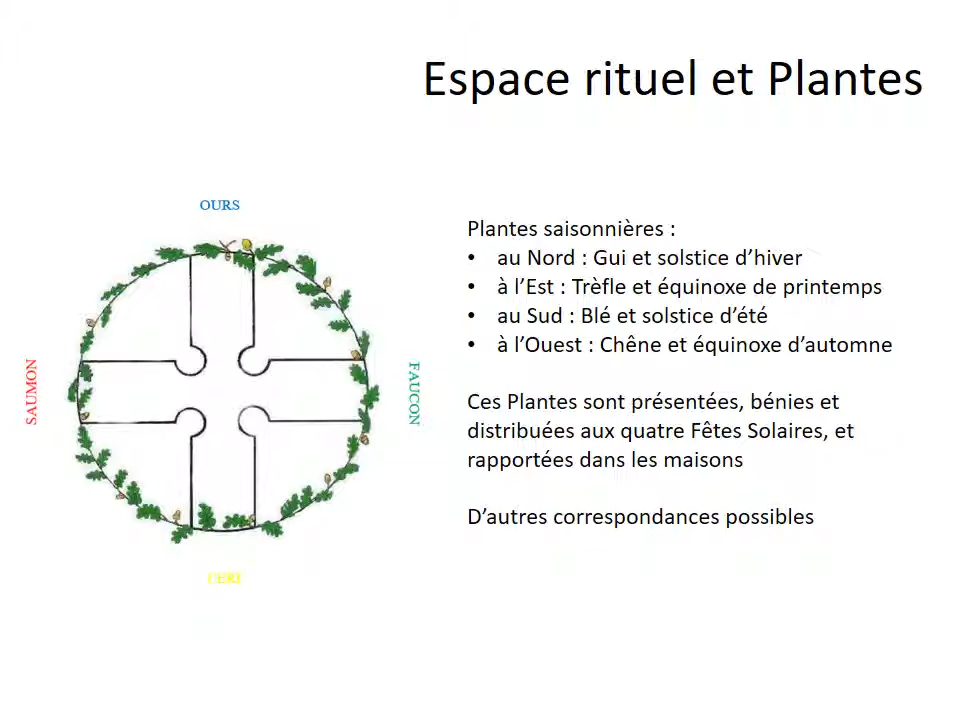 Espace rituel et Plantes
OURS
SAUMON
FAUCON
CERF
Plantes saisonnières :
• au Nord : Gui et solstice d’hiver
• à l’Est : Trèfle et équinoxe de printemps
• au Sud : Blé et solstice d’été
• à l’Ouest : Chêne et équinoxe d’automne
Ces Plantes sont présentées, bénies et
distribuées aux quatre Fêtes Solaires, et
rapportées dans les maisons
D’autres correspondances possibles